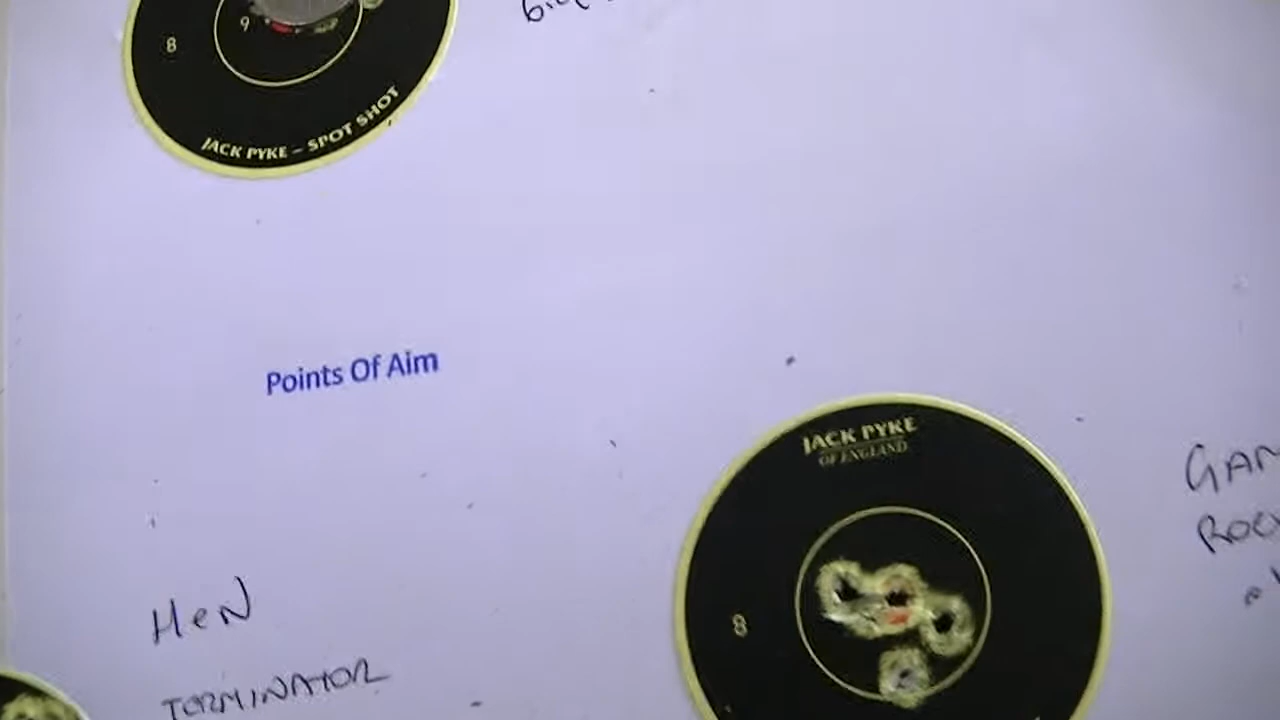 9
8
JACK PYKE – SPOT SHOT
Points Of Aim
JACK PYKE
OF ENGLAND
8
HeN
TERMINATOR